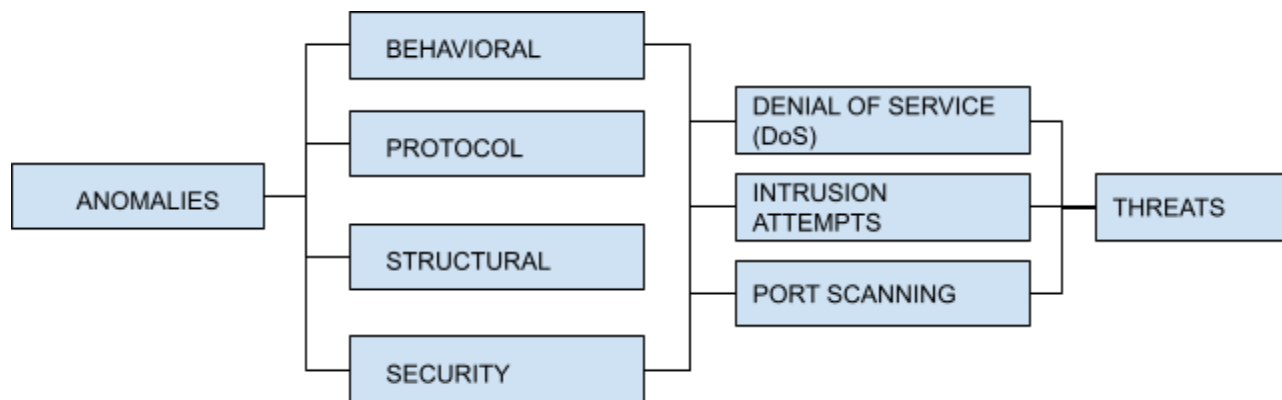 ANOMALIES
BEHAVIORAL
PROTOCOL
STRUCTURAL
SECURITY
DENIAL OF SERVICE
(DoS)
INTRUSION
ATTEMPTS
PORT SCANNING
THREATS